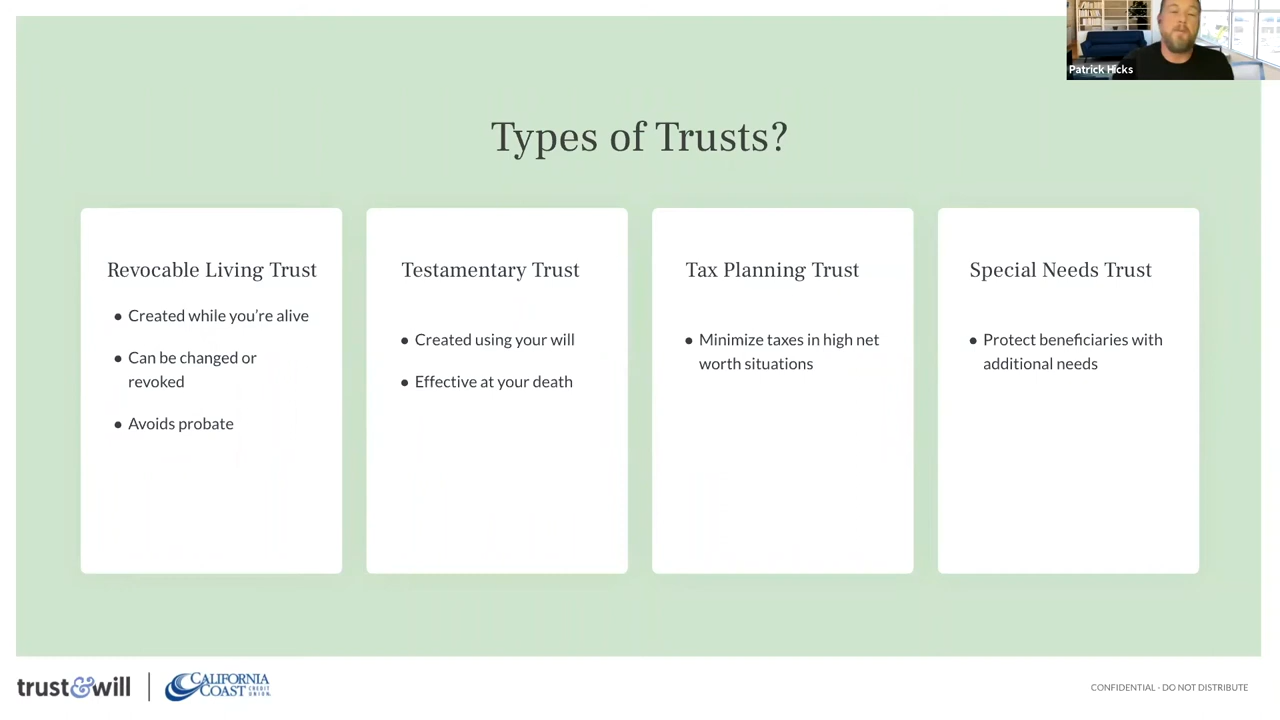 Patrick Hicks
Types of Trusts?
Revocable Living Trust
● Created while you're alive
● Can be changed or
revoked
● Avoids probate
Testamentary Trust
● Created using your will
● Effective at your death
Tax Planning Trust
● Minimize taxes in high net
worth situations
Special Needs Trust
● Protect beneficiaries with
additional needs
trust&will
CALIFORNIA
COAST CREDIT
UNION
CONFIDENTIAL - DO NOT DISTRIBUTE